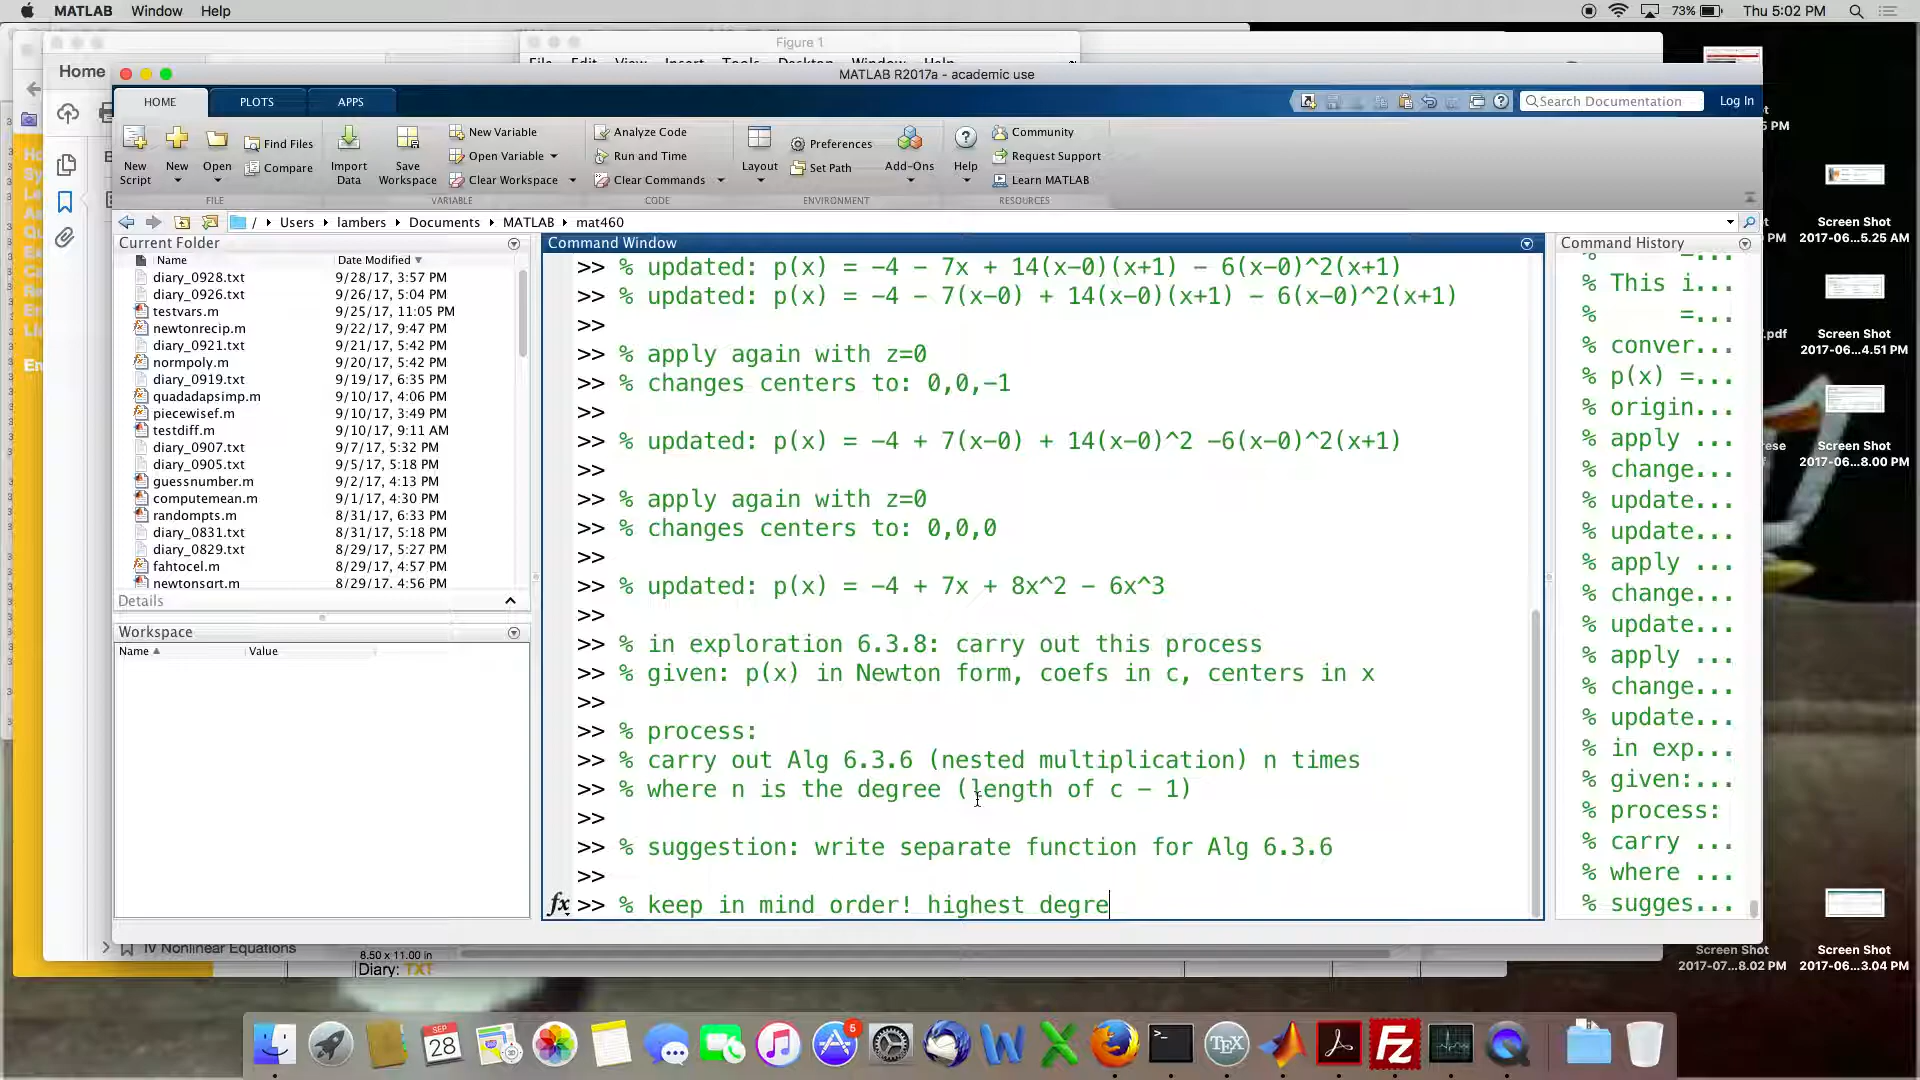 MATLAB Window Help
73% Thu 5:02 PM
Figure 1
Home
MATLAB R2017a - academic use
HOME PLOTS APPS
Search Documentation Log In
New Script
New
Open
Find Files
Compare
Import Data
Save Workspace
New Variable
Open Variable
Clear Workspace
Analyze Code
Run and Time
Clear Commands
Layout
Preferences
Set Path
Add-Ons
Help
Community
Request Support
Learn MATLAB
FILE VARIABLE CODE ENVIRONMENT RESOURCES
/ Users lambers Documents MATLAB mat460
Current Folder
Name Date Modified
diary_0928.txt 9/28/17, 3:57 PM
diary_0926.txt 9/26/17, 5:04 PM
testvars.m 9/25/17, 11:05 PM
newtonrecip.m 9/22/17, 9:47 PM
diary_0921.txt 9/21/17, 5:42 PM
normpoly.m 9/20/17, 5:42 PM
diary_0919.txt 9/19/17, 6:35 PM
quadadapsimp.m 9/10/17, 4:06 PM
piecewisef.m 9/10/17, 3:49 PM
testdiff.m 9/10/17, 9:11 AM
diary_0907.txt 9/7/17, 5:32 PM
diary_0905.txt 9/5/17, 5:18 PM
guessnumber.m 9/2/17, 4:13 PM
computemean.m 9/1/17, 4:30 PM
randompts.m 8/31/17, 6:33 PM
diary_0831.txt 8/31/17, 5:18 PM
diary_0829.txt 8/29/17, 5:27 PM
fahtocel.m 8/29/17, 4:57 PM
newtonsqrt.m 8/29/17, 4:56 PM
Details
Workspace
Name Value
Command Window
>> % updated: p(x) = -4 - 7x + 14(x-0)(x+1) - 6(x-0)^2(x+1)
>> % updated: p(x) = -4 - 7(x-0) + 14(x-0)(x+1) - 6(x-0)^2(x+1)
>>
>> % apply again with z=0
>> % changes centers to: 0,0,-1
>>
>> % updated: p(x) = -4 + 7(x-0) + 14(x-0)^2 -6(x-0)^2(x+1)
>>
>> % apply again with z=0
>> % changes centers to: 0,0,0
>>
>> % updated: p(x) = -4 + 7x + 8x^2 - 6x^3
>>
>> % in exploration 6.3.8: carry out this process
>> % given: p(x) in Newton form, coefs in c, centers in x
>>
>> % process:
>> % carry out Alg 6.3.6 (nested multiplication) n times
>> % where n is the degree (length of c - 1)
>>
>> % suggestion: write separate function for Alg 6.3.6
>>
fx >> % keep in mind order! highest degre
Command History
% =...
% This i...
% =...
% conver...
% p(x) =...
% origin...
% apply ...
% change...
% update...
% update...
% apply ...
% change...
% update...
% apply ...
% change...
% update...
% in exp...
% given:...
% process:
% carry ...
% where ...
% sugges...
Screen Shot
2017-06...5.25 AM
Screen Shot
2017-06...4.51 PM
Screen Shot
2017-06...8.00 PM
Screen Shot
2017-07...8.02 PM
Screen Shot
2017-06...3.04 PM
IV Nonlinear Equations
8.50 x 11.00 in
Diary: TXT
SEP
28
5